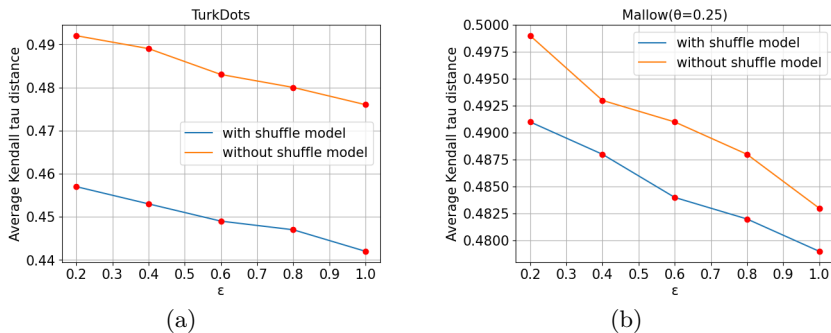 TurkDots
Average Kendall tau distance
0.49
0.48
0.47
0.46
0.45
0.44
with shuffle model
without shuffle model
0.2 0.3 0.4 0.5 0.6 0.7 0.8 0.9 1.0
ε
(a)
Mallow(θ=0.25)
Average Kendall tau distance
0.5000
0.4975
0.4950
0.4925
0.4900
0.4875
0.4850
0.4825
0.4800
with shuffle model
without shuffle model
0.2 0.3 0.4 0.5 0.6 0.7 0.8 0.9 1.0
ε
(b)